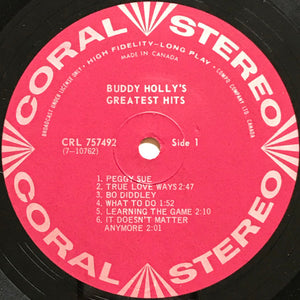 CORAL STEREO
• HIGH FIDELITY—LONG PLAY •
MADE IN CANADA
BROADCAST UNDER LICENSE ONLY •
COMPO COMPANY LTD., CANADA
BUDDY HOLLY'S
GREATEST HITS
CRL 757492
Side 1
(7-10762)
1. PEGGY SUE
2. TRUE LOVE WAYS 2:47
3. BO DIDDLEY
4. WHAT TO DO 1:52
5. LEARNING THE GAME 2:10
6. IT DOESN'T MATTER
ANYMORE 2:01
CORAL STEREO